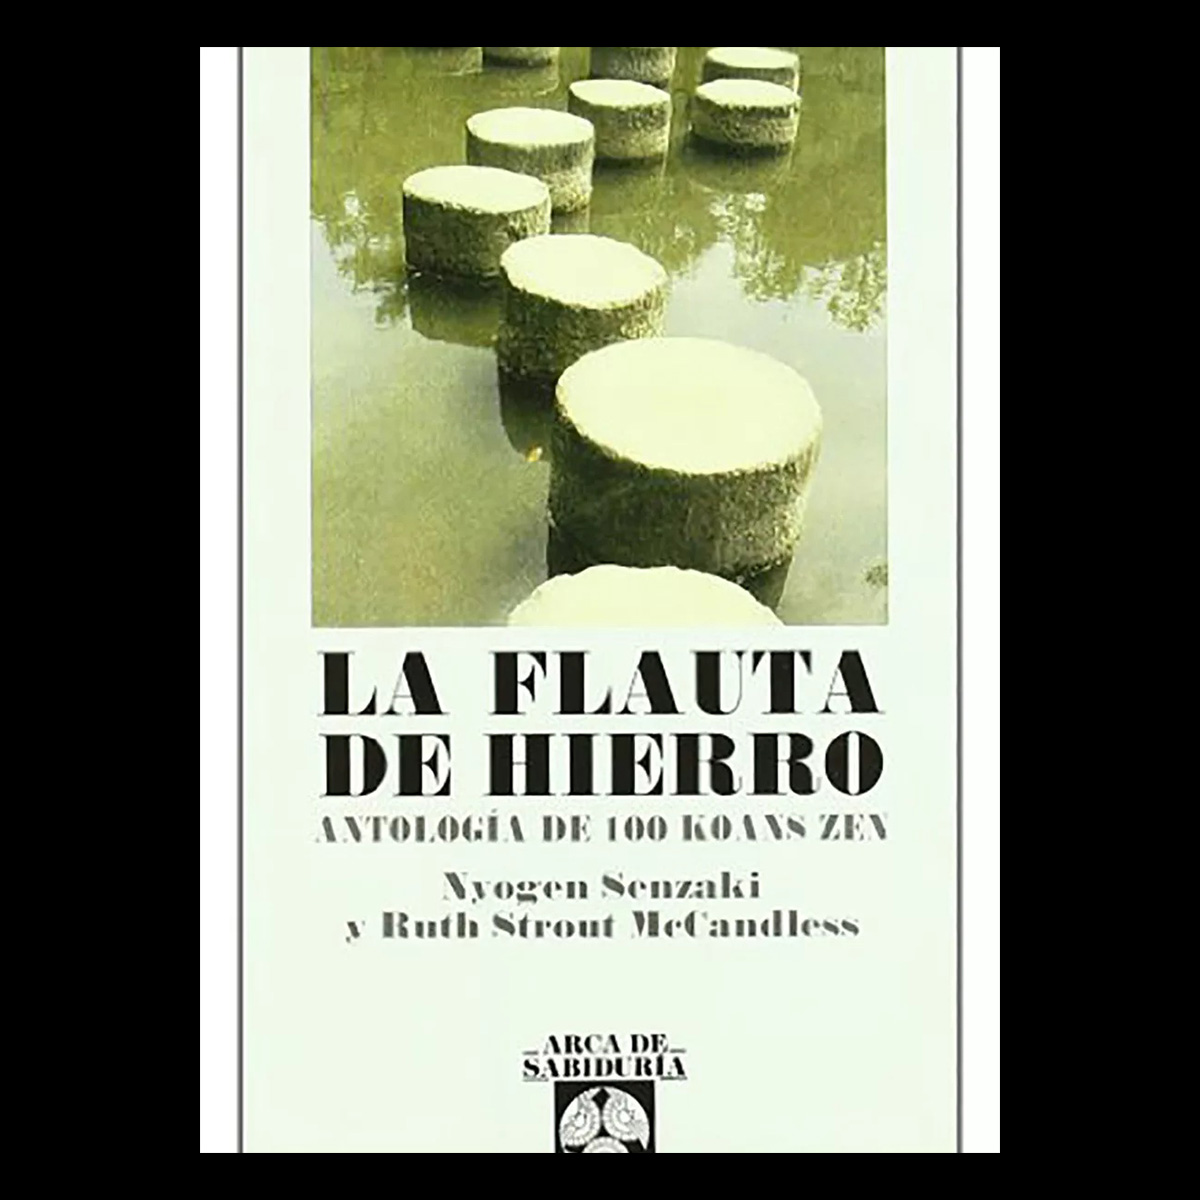 LA FLAUTA
DE HIERRO
ANTOLOGÍA DE 100 KOANS ZEN
Nyogen Senzaki
y Ruth Strout McCandless
ARCA DE
SABIDURÍA